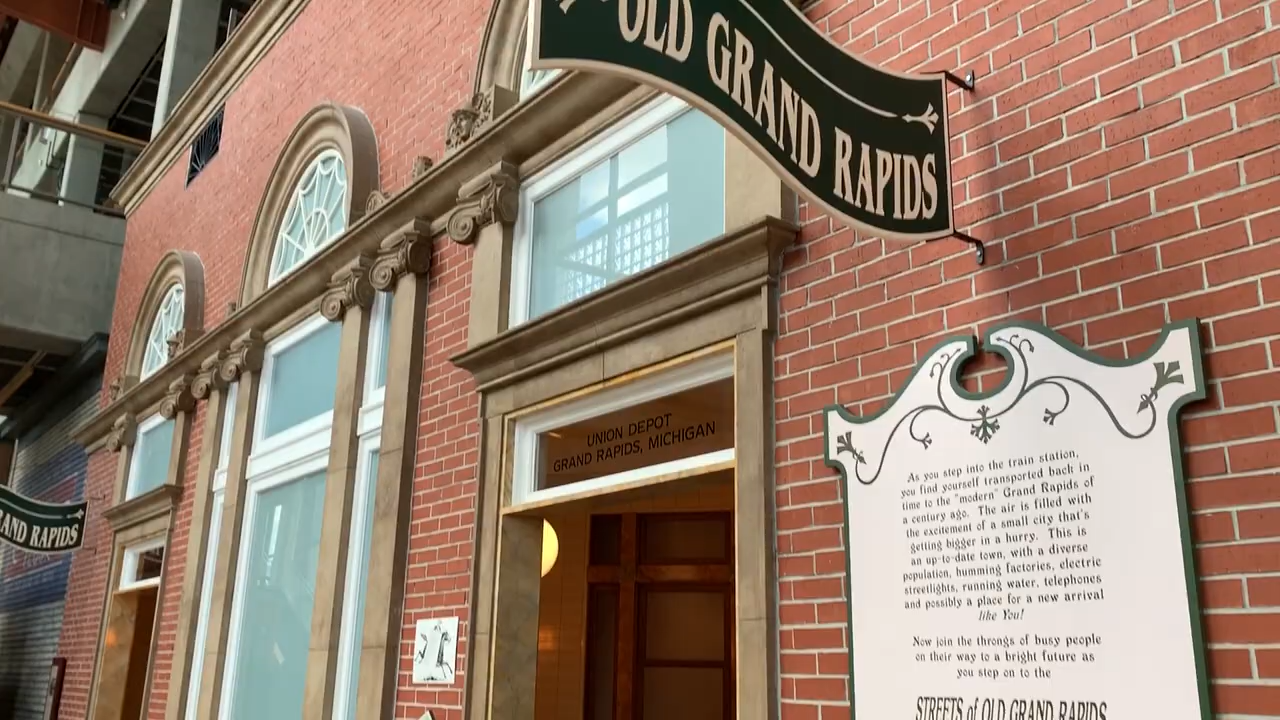 OLD GRAND RAPIDS
UNION DEPOT
GRAND RAPIDS, MICHIGAN
GRAND RAPIDS
As you step into the train station,
you find yourself transported back in
time to the "modern" Grand Rapids of
a century ago. The air is filled with
the excitement of a small city that's
getting bigger in a hurry. This is
an up-to-date town, with a diverse
population, humming factories, electric
streetlights, running water, telephones
and possibly a place for a new arrival
like You!
Now join the throngs of busy people
on their way to a bright future as
you step on to the
STREETS of OLD GRAND RAPIDS